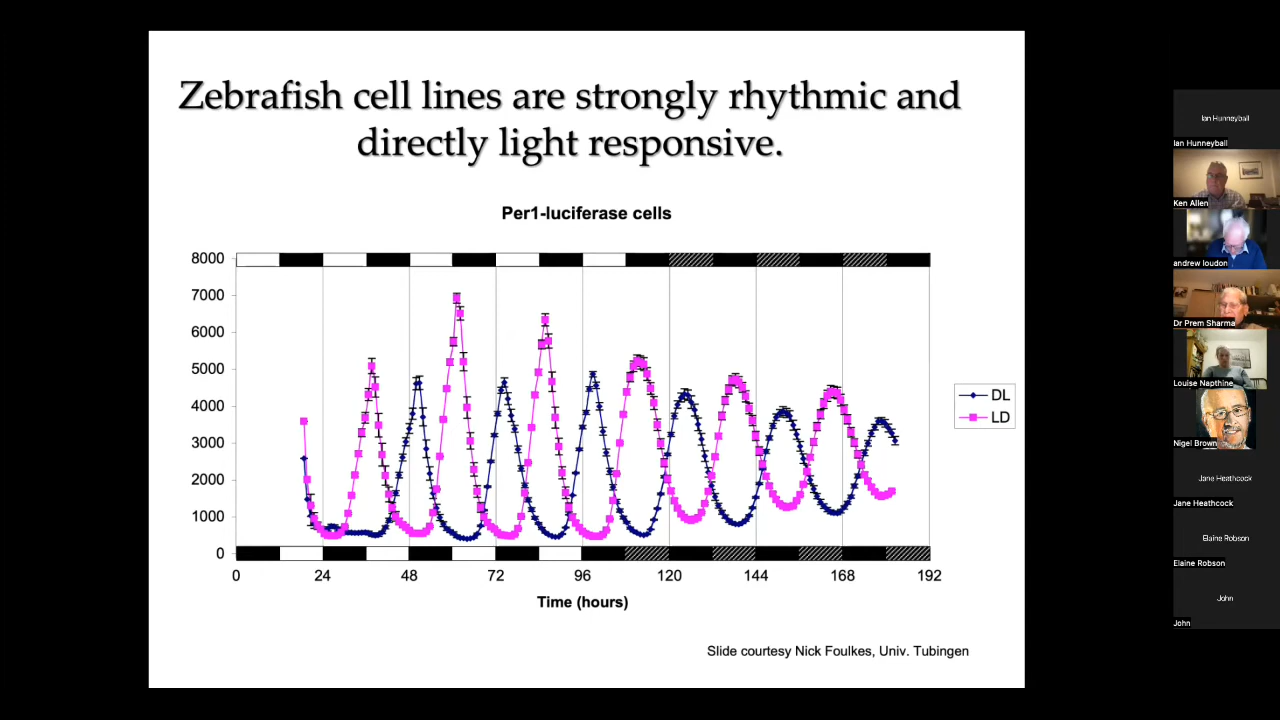 Zebrafish cell lines are strongly rhythmic and
directly light responsive.
Per1-luciferase cells
8000
7000
6000
5000
4000
3000
2000
1000
0
0 24 48 72 96 120 144 168 192
Time (hours)
DL
LD
Slide courtesy Nick Foulkes, Univ. Tubingen
Ian Hunneyball
Ian Hunneyball
Ken Allen
andrew loudon
Dr Prem Sharma
Louise Napthine
Nigel Brown
Jane Heathcock
Jane Heathcock
Elaine Robson
Elaine Robson
John
John